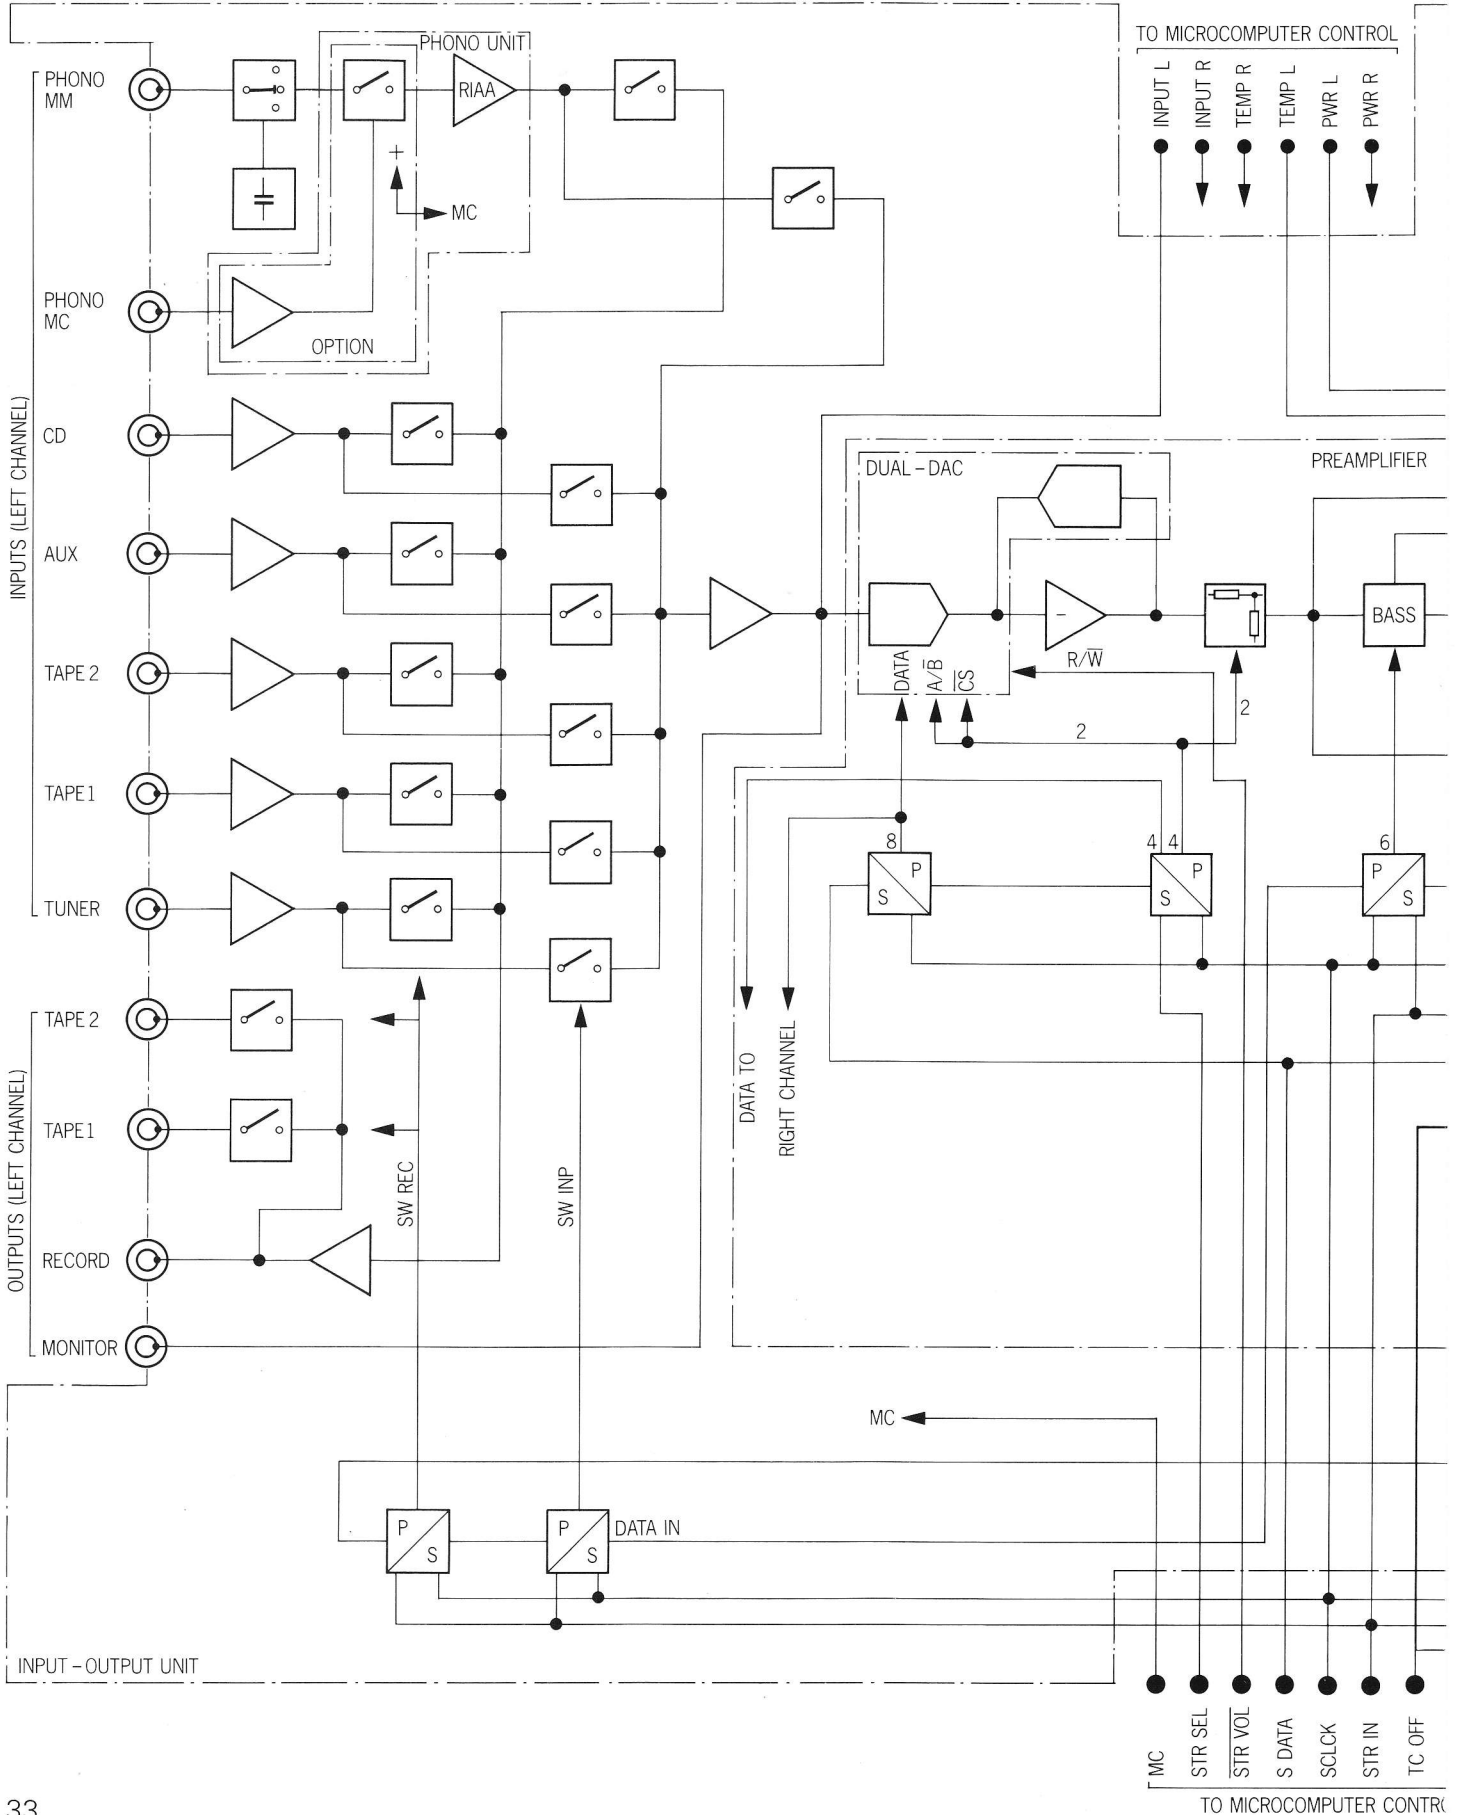 TO MICROCOMPUTER CONTROL
INPUT L
INPUT R
TEMP R
TEMP L
PWR L
PWR R
PHONO UNIT
PHONO
MM
RIAA
+
MC
PHONO
MC
OPTION
INPUTS (LEFT CHANNEL)
CD
AUX
TAPE 2
TAPE 1
TUNER
DUAL-DAC
PREAMPLIFIER
-
BASS
DATA
A/B̅
C̅S̅
R/W̅
2
2
8
P
S
4 4
P
S
6
P
S
OUTPUTS (LEFT CHANNEL)
TAPE 2
TAPE 1
RECORD
MONITOR
SW REC
SW INP
DATA TO
RIGHT CHANNEL
MC
P
S
P
S
DATA IN
INPUT-OUTPUT UNIT
MC
STR SEL
S̅T̅R̅ V̅O̅L̅
S DATA
SCLCK
STR IN
TC OFF
TO MICROCOMPUTER CONTR
33